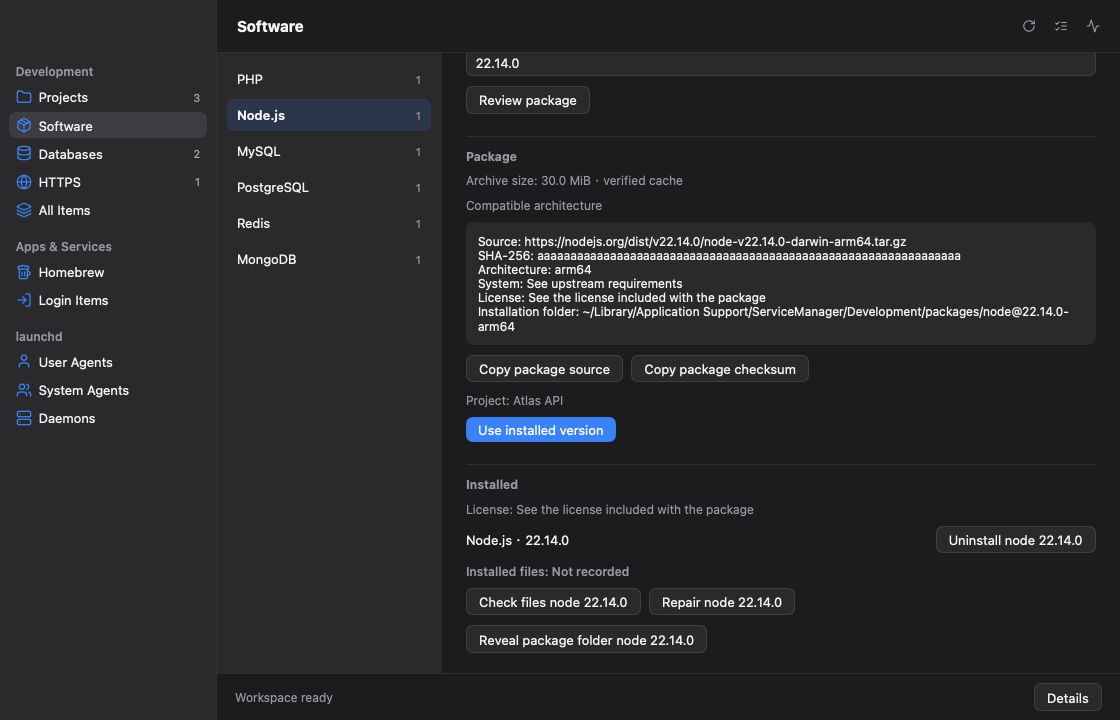 Software
Development
Projects 3
Software
Databases 2
HTTPS 1
All Items
Apps & Services
Homebrew
Login Items
launchd
User Agents
System Agents
Daemons
PHP 1
Node.js 1
MySQL 1
PostgreSQL 1
Redis 1
MongoDB 1
22.14.0
Review package
Package
Archive size: 30.0 MiB · verified cache
Compatible architecture
Source: https://nodejs.org/dist/v22.14.0/node-v22.14.0-darwin-arm64.tar.gz
SHA-256: aaaaaaaaaaaaaaaaaaaaaaaaaaaaaaaaaaaaaaaaaaaaaaaaaaaaaaaaaaaaaaaa
Architecture: arm64
System: See upstream requirements
License: See the license included with the package
Installation folder: ~/Library/Application Support/ServiceManager/Development/packages/node@22.14.0-
arm64
Copy package source
Copy package checksum
Project: Atlas API
Use installed version
Installed
License: See the license included with the package
Node.js · 22.14.0
Uninstall node 22.14.0
Installed files: Not recorded
Check files node 22.14.0
Repair node 22.14.0
Reveal package folder node 22.14.0
Workspace ready
Details